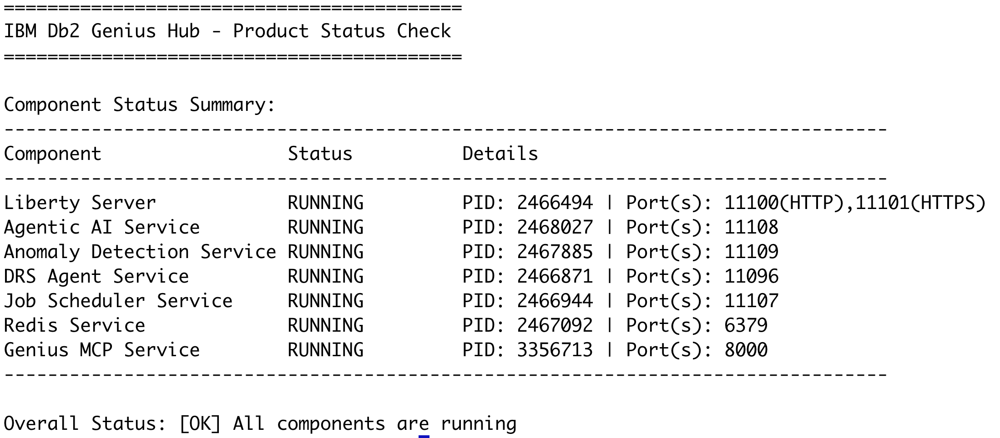 ==========================================
IBM Db2 Genius Hub - Product Status Check
==========================================
Component Status Summary:
---------------------------------------------------------------------------------
Component                 Status          Details
---------------------------------------------------------------------------------
Liberty Server            RUNNING         PID: 2466494 | Port(s): 11100(HTTP),11101(HTTPS)
Agentic AI Service        RUNNING         PID: 2468027 | Port(s): 11108
Anomaly Detection Service RUNNING         PID: 2467885 | Port(s): 11109
DRS Agent Service         RUNNING         PID: 2466871 | Port(s): 11096
Job Scheduler Service     RUNNING         PID: 2466944 | Port(s): 11107
Redis Service             RUNNING         PID: 2467092 | Port(s): 6379
Genius MCP Service        RUNNING         PID: 3356713 | Port(s): 8000
---------------------------------------------------------------------------------
Overall Status: [OK] All components are running